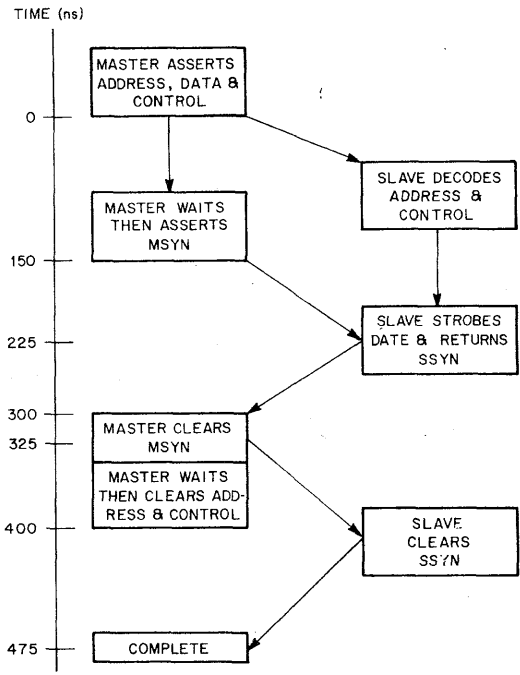 TIME (ns)
MASTER ASSERTS
ADDRESS, DATA &
CONTROL
0
SLAVE DECODES
ADDRESS &
CONTROL
MASTER WAITS
THEN ASSERTS
MSYN
150
SLAVE STROBES
DATE & RETURNS
SSYN
225
300
MASTER CLEARS
MSYN
325
MASTER WAITS
THEN CLEARS ADD-
RESS & CONTROL
400
SLAVE
CLEARS
SSYN
COMPLETE
475